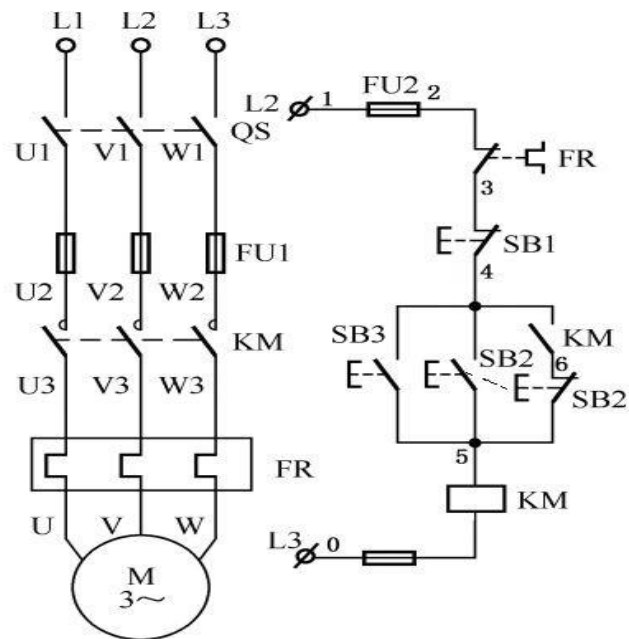 L1 L2 L3
QS
U1 V1 W1
FU1
U2 V2 W2
KM
U3 V3 W3
FR
U V W
M
3~
L2 1 FU2 2
FR
3
SB1
4
SB3 SB2 KM
6
SB2
5
KM
L3 0